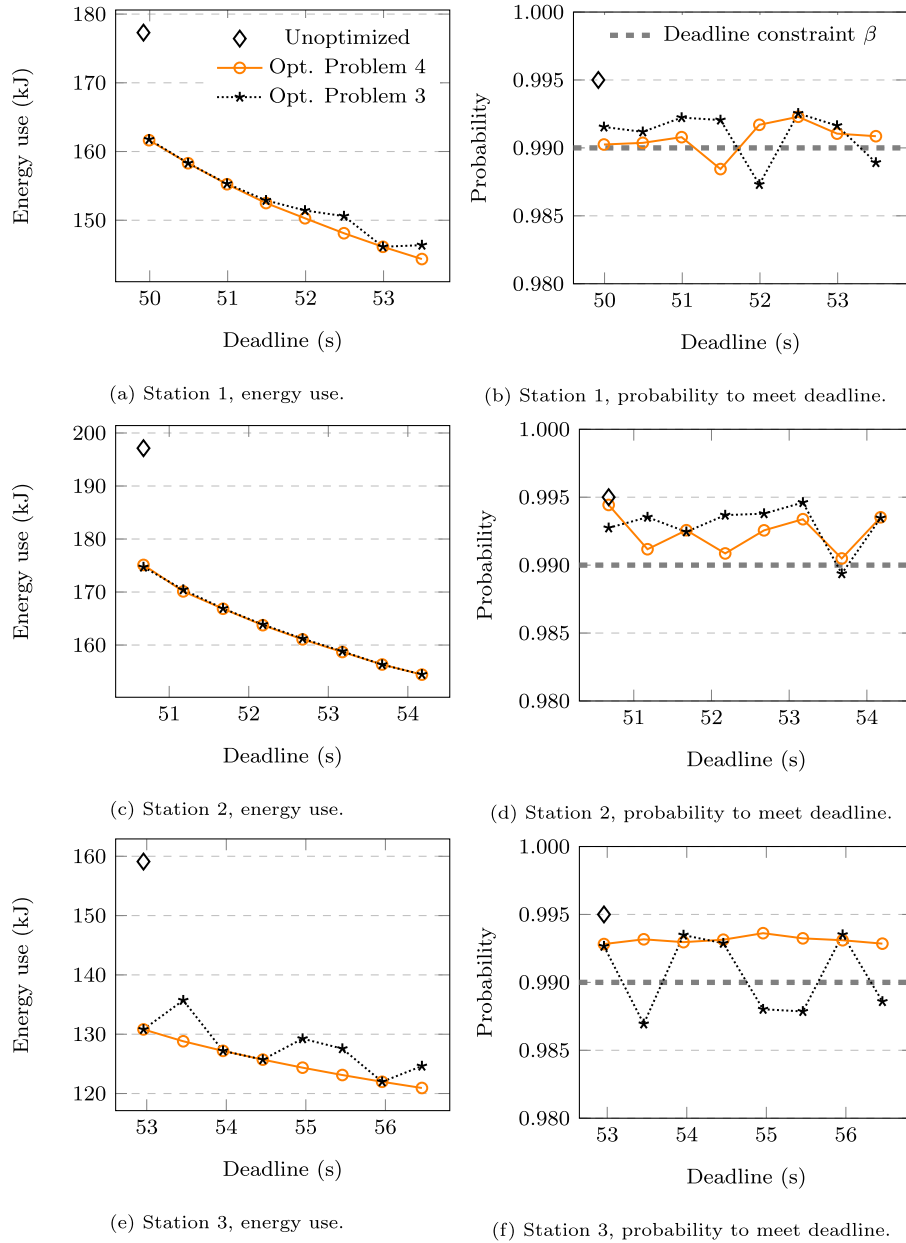 180
170
160
150
Energy use (kJ)
Unoptimized
Opt. Problem 4
Opt. Problem 3
50
51
52
53
Deadline (s)
(a) Station 1, energy use.
1.000
0.995
0.990
0.985
0.980
Probability
Deadline constraint β
50
51
52
53
Deadline (s)
(b) Station 1, probability to meet deadline.
200
190
180
170
160
Energy use (kJ)
51
52
53
54
Deadline (s)
(c) Station 2, energy use.
1.000
0.995
0.990
0.985
0.980
Probability
51
52
53
54
Deadline (s)
(d) Station 2, probability to meet deadline.
160
150
140
130
120
Energy use (kJ)
53
54
55
56
Deadline (s)
(e) Station 3, energy use.
1.000
0.995
0.990
0.985
0.980
Probability
53
54
55
56
Deadline (s)
(f) Station 3, probability to meet deadline.